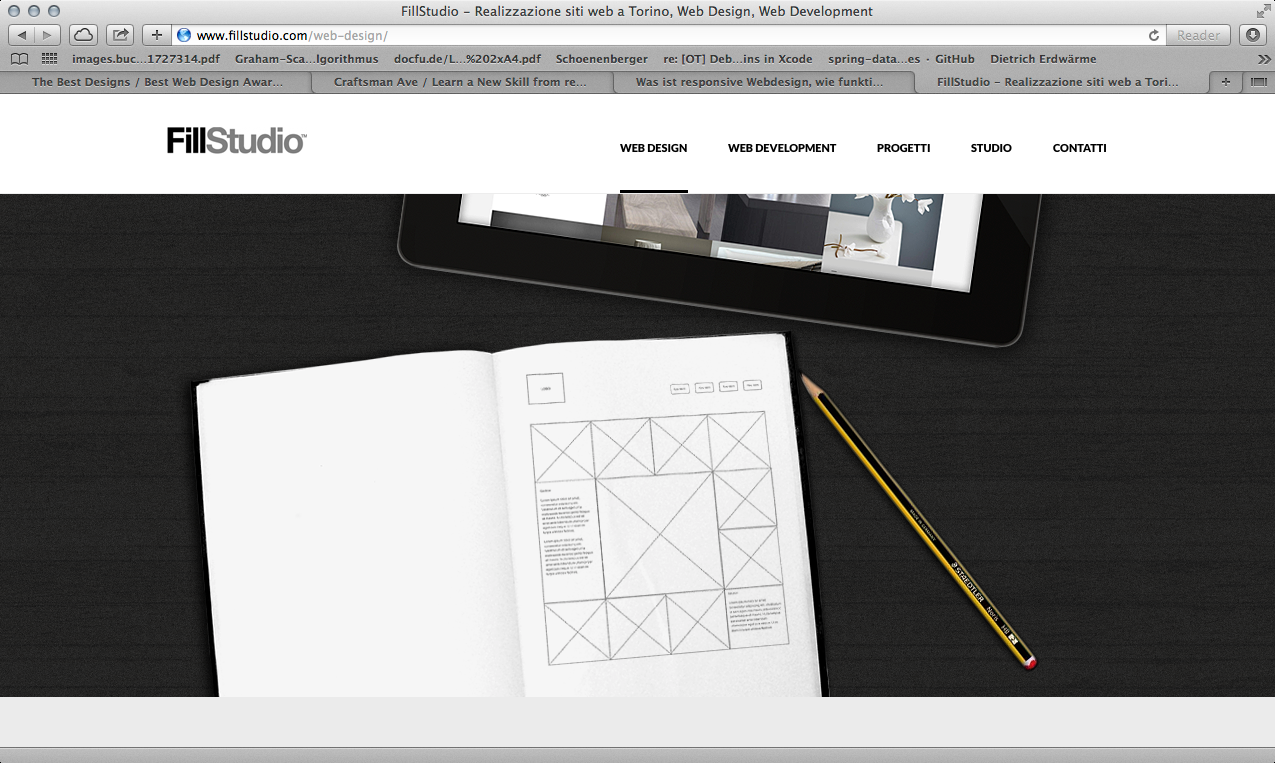 FillStudio – Realizzazione siti web a Torino, Web Design, Web Development
www.fillstudio.com/web-design/
Reader
images.buc...1727314.pdf Graham-Sca...lgorithmus docfu.de/L...%202xA4.pdf Schoenenberger re: [OT] Deb...ins in Xcode spring-data...es · GitHub Dietrich Erdwärme
The Best Designs / Best Web Design Awar... Craftsman Ave / Learn a New Skill from re... Was ist responsive Webdesign, wie funkti... FillStudio – Realizzazione siti web a Tori...
FillStudio™
WEB DESIGN WEB DEVELOPMENT PROGETTI STUDIO CONTATTI
STAEDTLER Noris HB